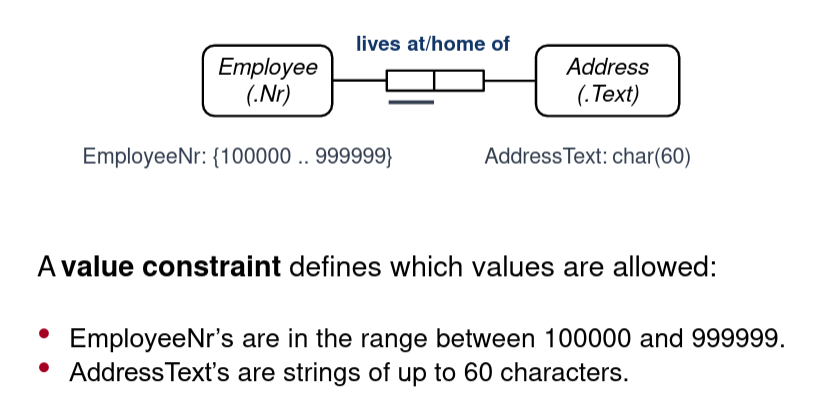 lives at/home of
Employee
(.Nr)
Address
(.Text)
EmployeeNr: {100000 .. 999999}
AddressText: char(60)
A value constraint defines which values are allowed:
• EmployeeNr’s are in the range between 100000 and 999999.
• AddressText’s are strings of up to 60 characters.